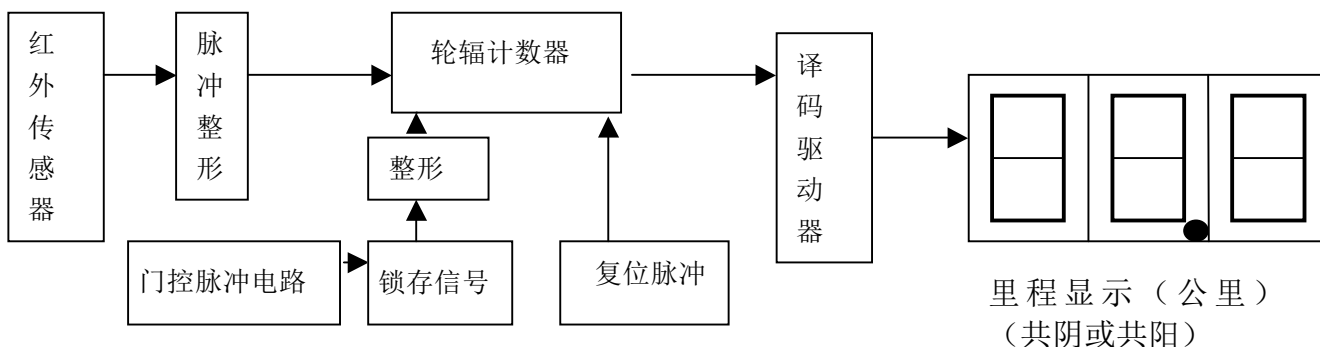 红外传感器
脉冲整形
轮辐计数器
译码驱动器
整形
门控脉冲电路
锁存信号
复位脉冲
里程显示（公里）
（共阴或共阳）